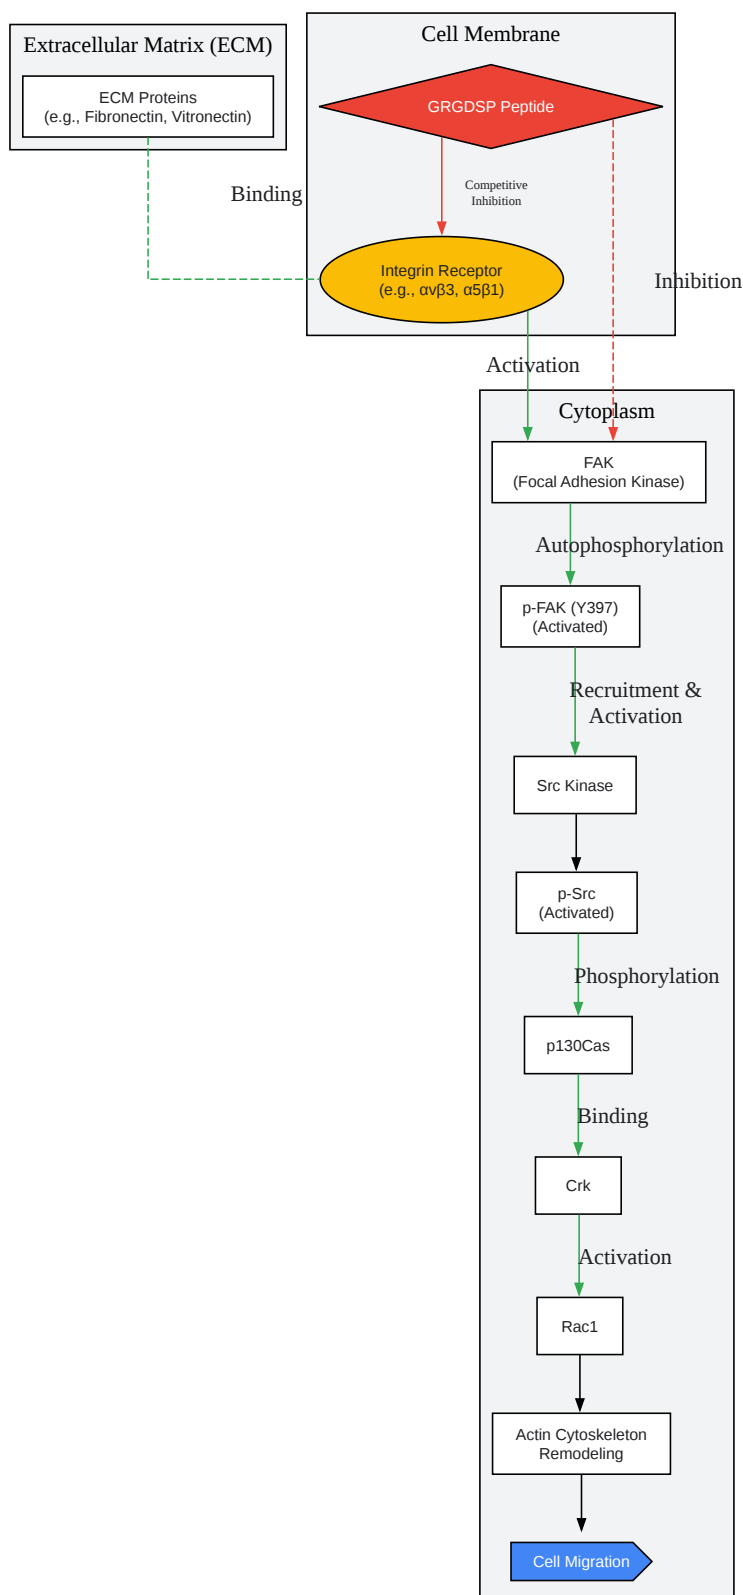 Extracellular Matrix (ECM)
ECM Proteins
(e.g., Fibronectin, Vitronectin)
Cell Membrane
GRGDSP Peptide
Binding
Competitive
Inhibition
Integrin Receptor
(e.g., αvβ3, α5β1)
Inhibition
Activation
Cytoplasm
FAK
(Focal Adhesion Kinase)
Autophosphorylation
p-FAK (Y397)
(Activated)
Recruitment &
Activation
Src Kinase
p-Src
(Activated)
Phosphorylation
p130Cas
Binding
Crk
Activation
Rac1
Actin Cytoskeleton
Remodeling
Cell Migration